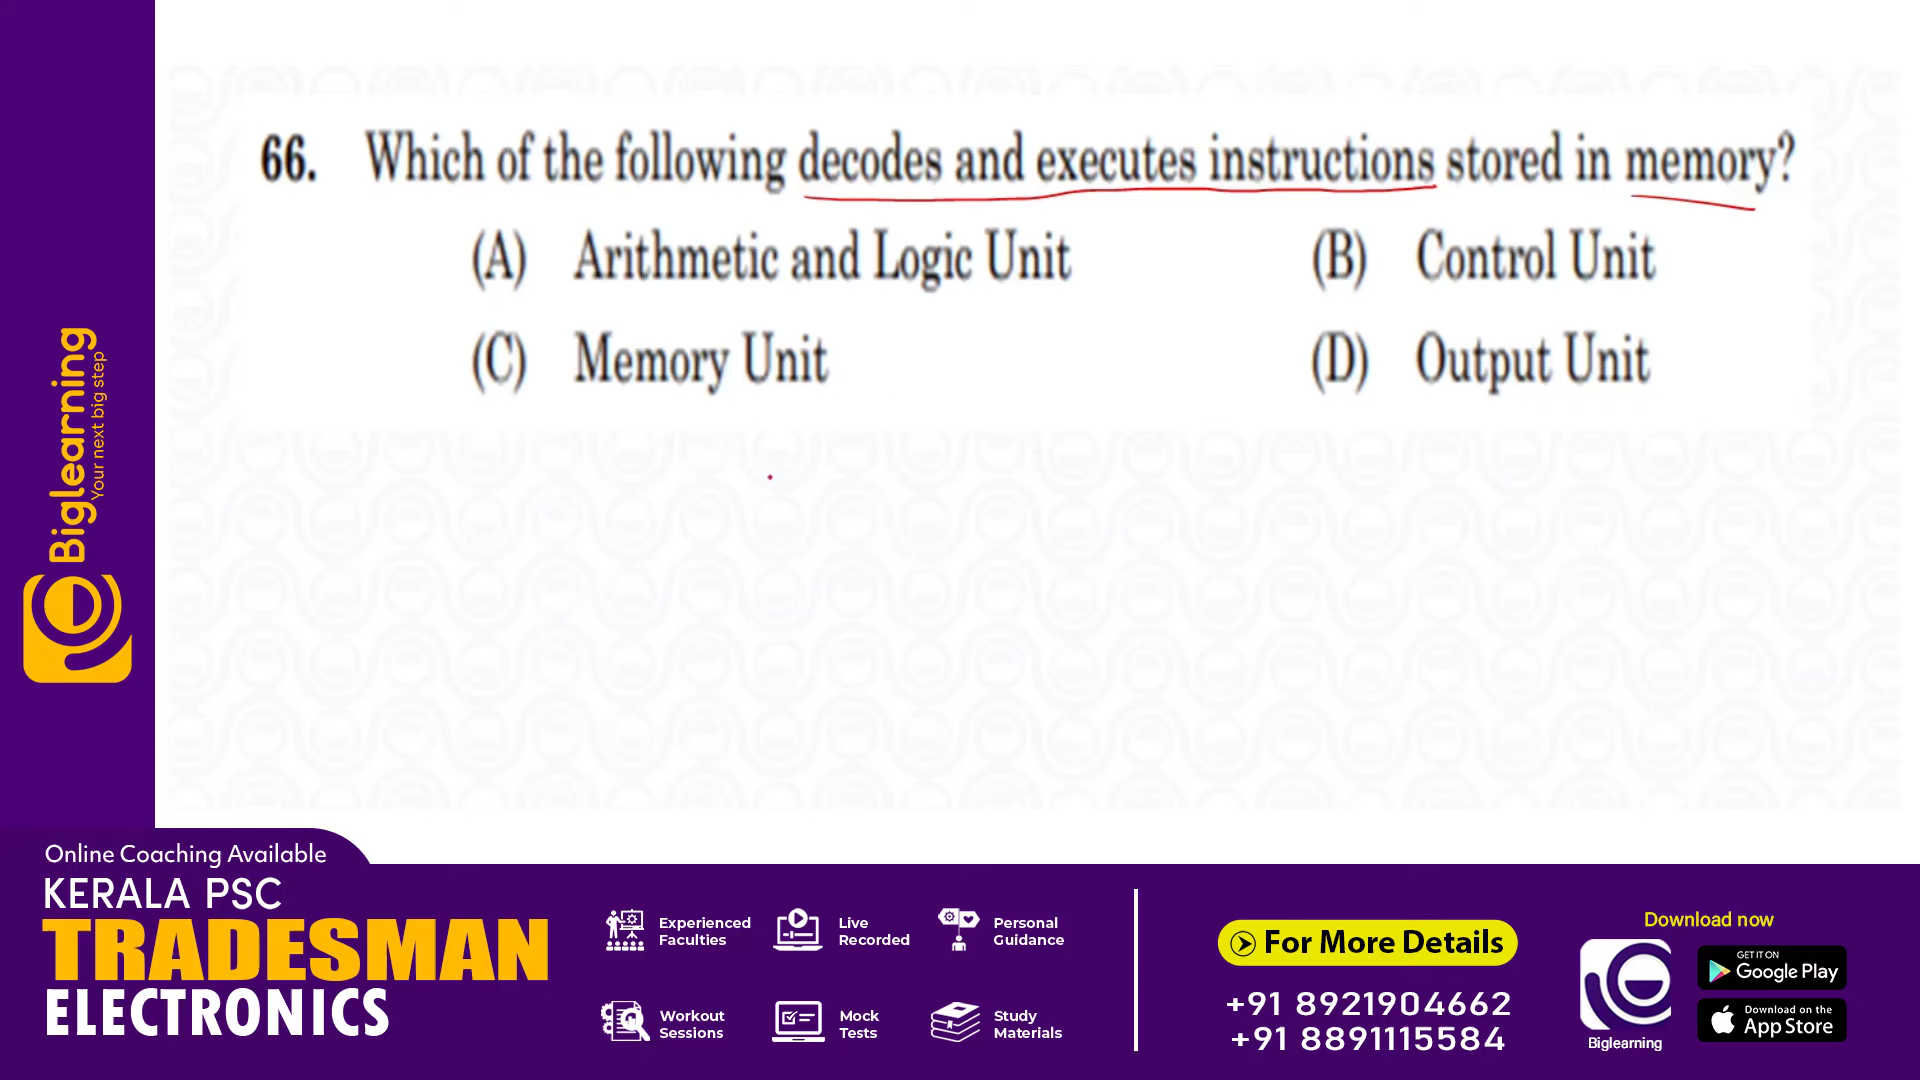 66. Which of the following decodes and executes instructions stored in memory?
(A) Arithmetic and Logic Unit (B) Control Unit
(C) Memory Unit (D) Output Unit
Biglearning
Your next big step
Online Coaching Available
KERALA PSC
TRADESMAN
ELECTRONICS
Experienced
Faculties
Live
Recorded
Personal
Guidance
Workout
Sessions
Mock
Tests
Study
Materials
For More Details
+91 8921904662
+91 8891115584
Download now
Biglearning
GET IT ON
Google Play
Download on the
App Store